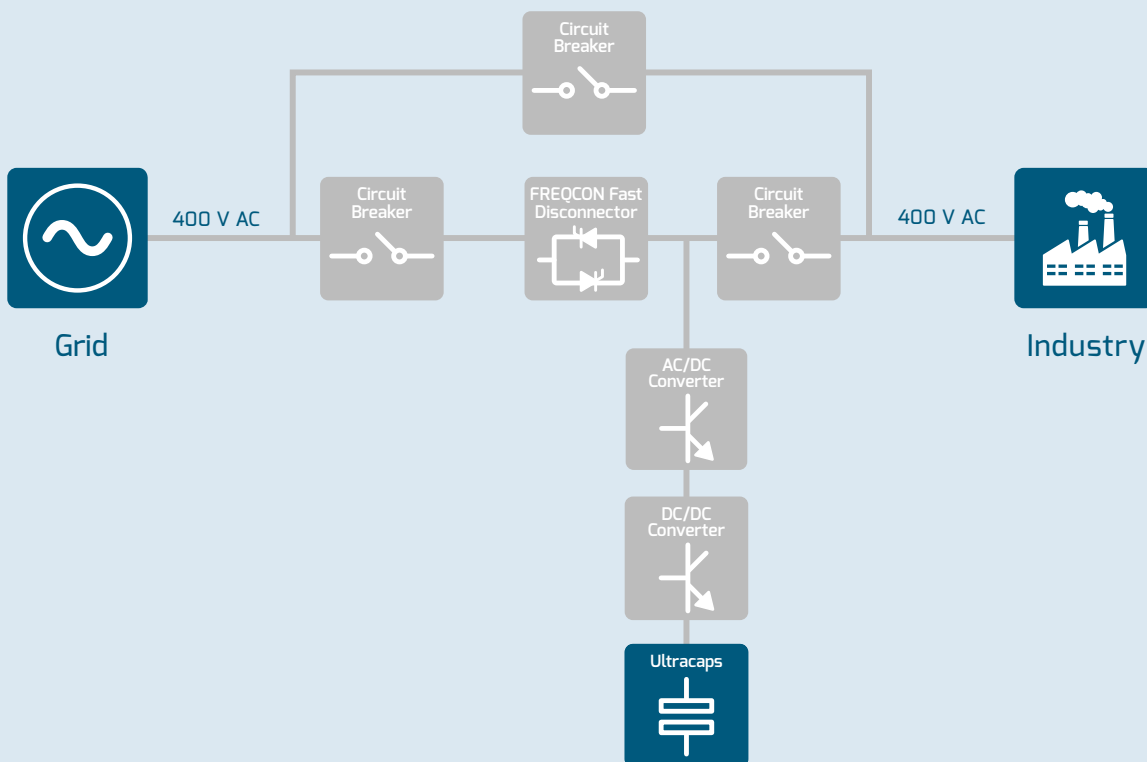 Circuit
Breaker
400 V AC
Circuit
Breaker
FREQCON Fast
Disconnector
Circuit
Breaker
400 V AC
Grid
Industry
AC/DC
Converter
DC/DC
Converter
Ultracaps